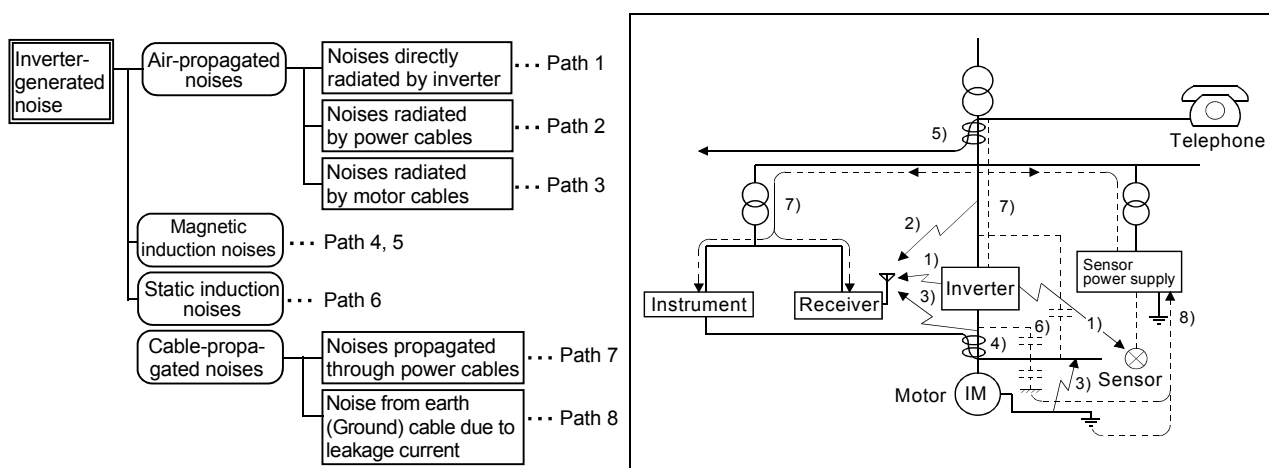 Inverter-
generated
noise
Air-propagated
noises
Noises directly
radiated by inverter
··· Path 1
Noises radiated
by power cables
··· Path 2
Noises radiated
by motor cables
··· Path 3
Magnetic
induction noises
··· Path 4, 5
Static induction
noises
··· Path 6
Cable-propa-
gated noises
Noises propagated
through power cables
··· Path 7
Noise from earth
(Ground) cable due to
leakage current
··· Path 8
5)
Telephone
7)
7)
2)
1)
3)
Instrument
Receiver
Inverter
Sensor
power supply
6)
1)
8)
4)
3)
Sensor
Motor
IM